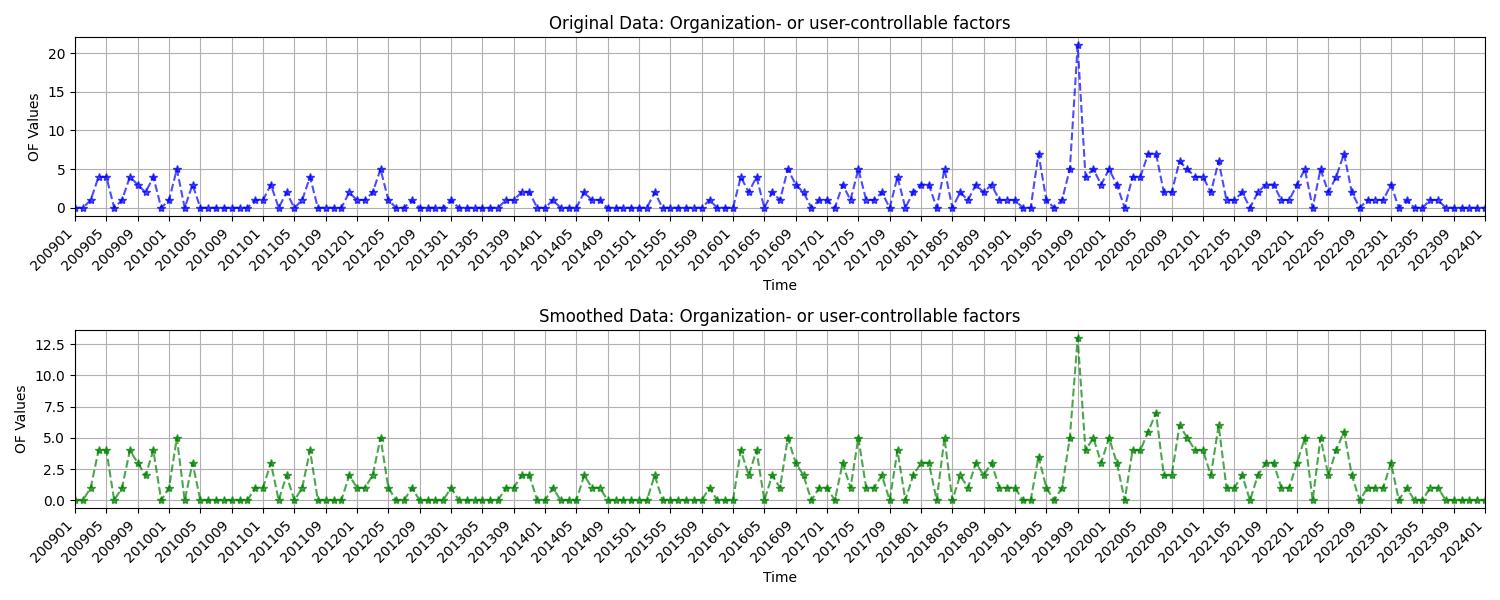 Original Data: Organization- or user-controllable factors
OF Values
20
15
10
5
0
200901 200905 200909 201001 201005 201009 201101 201105 201109 201201 201205 201209 201301 201305 201309 201401 201405 201409 201501 201505 201509 201601 201605 201609 201701 201705 201709 201801 201805 201809 201901 201905 201909 202001 202005 202009 202101 202105 202109 202201 202205 202209 202301 202305 202309 202401
Time
Smoothed Data: Organization- or user-controllable factors
OF Values
12.5
10.0
7.5
5.0
2.5
0.0
200901 200905 200909 201001 201005 201009 201101 201105 201109 201201 201205 201209 201301 201305 201309 201401 201405 201409 201501 201505 201509 201601 201605 201609 201701 201705 201709 201801 201805 201809 201901 201905 201909 202001 202005 202009 202101 202105 202109 202201 202205 202209 202301 202305 202309 202401
Time